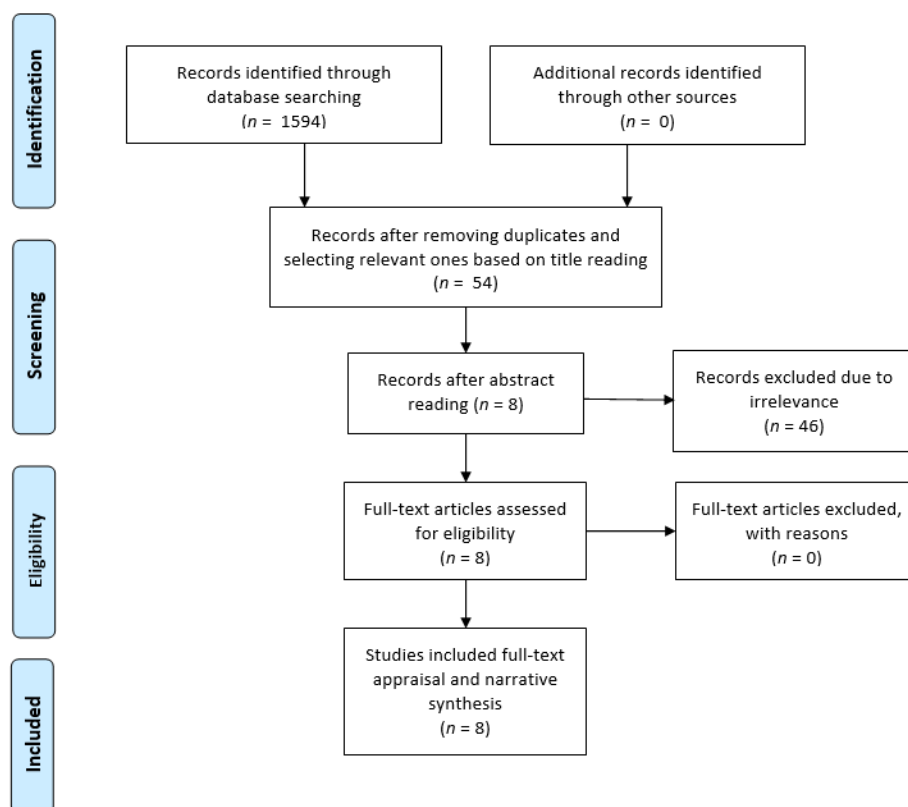 Identification
Records identified through
database searching
(n = 1594)
Additional records identified
through other sources
(n = 0)
Screening
Records after removing duplicates and
selecting relevant ones based on title reading
(n = 54)
Records after abstract
reading (n = 8)
Records excluded due to
irrelevance
(n = 46)
Eligibility
Full-text articles assessed
for eligibility
(n = 8)
Full-text articles excluded,
with reasons
(n = 0)
Included
Studies included full-text
appraisal and narrative
synthesis
(n = 8)